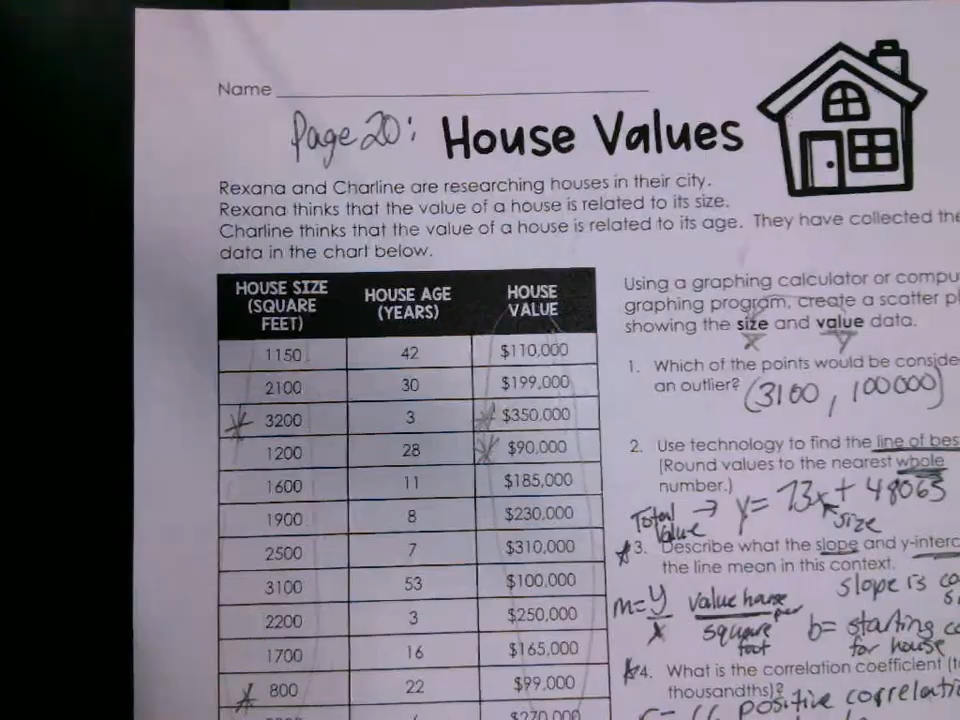 Name
Page 20: House Values
Rexana and Charline are researching houses in their city.
Rexana thinks that the value of a house is related to its size.
Charline thinks that the value of a house is related to its age. They have collected the
data in the chart below.
HOUSE SIZE (SQUARE FEET) HOUSE AGE (YEARS) HOUSE VALUE
1150 42 $110,000
2100 30 $199,000
3200 3 $350,000
1200 28 $90,000
1600 11 $185,000
1900 8 $230,000
2500 7 $310,000
3100 53 $100,000
2200 3 $250,000
1700 16 $165,000
800 22 $99,000
$270,000
Using a graphing calculator or compu
graphing program, create a scatter pl
showing the size and value data.
x y
1. Which of the points would be conside
an outlier? (3100, 100000)
2. Use technology to find the line of bes
(Round values to the nearest whole
number.)
Total Value → y = 73x + 48063
size
3. Describe what the slope and y-interc
the line mean in this context.
slope is co
m = y/x value house per square foot
b = starting co
for house
4. What is the correlation coefficient (t
thousandths)?
positive correlati